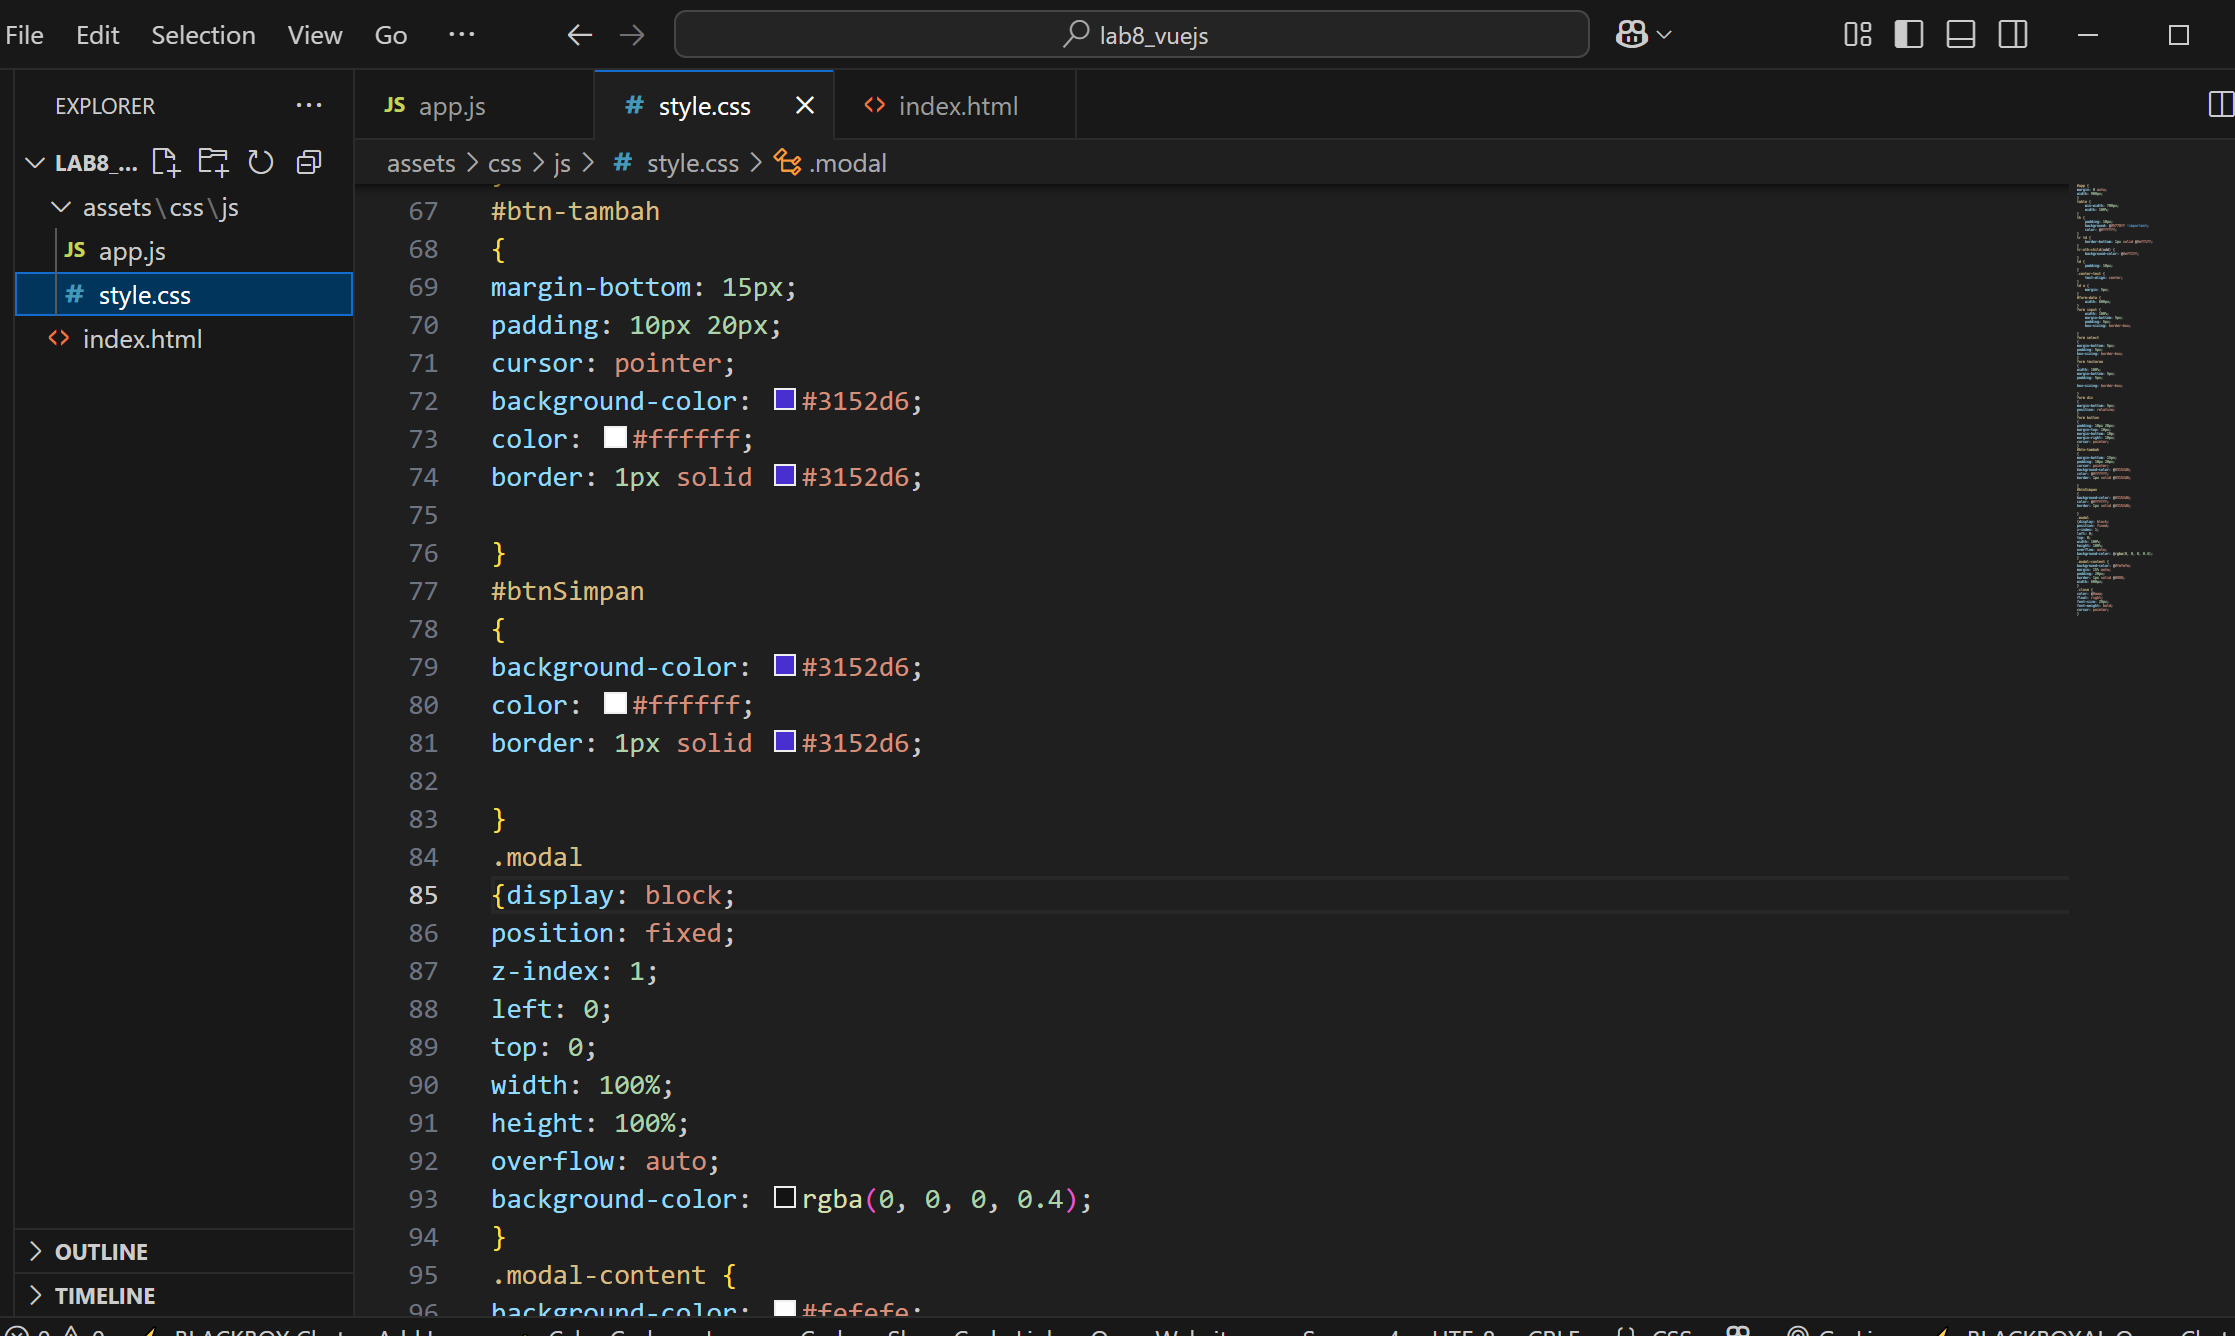 File Edit Selection View Go ··· lab8_vuejs
EXPLORER ···
LAB8_...
assets\css\js
JS app.js
# style.css
<> index.html
OUTLINE
TIMELINE
JS app.js # style.css <> index.html
assets > css > js > # style.css > .modal
67 #btn-tambah
68 {
69 margin-bottom: 15px;
70 padding: 10px 20px;
71 cursor: pointer;
72 background-color: #3152d6;
73 color: #ffffff;
74 border: 1px solid #3152d6;
75
76 }
77 #btnSimpan
78 {
79 background-color: #3152d6;
80 color: #ffffff;
81 border: 1px solid #3152d6;
82
83 }
84 .modal
85 {display: block;
86 position: fixed;
87 z-index: 1;
88 left: 0;
89 top: 0;
90 width: 100%;
91 height: 100%;
92 overflow: auto;
93 background-color: rgba(0, 0, 0, 0.4);
94 }
95 .modal-content {
96 background-color: #fefefe;